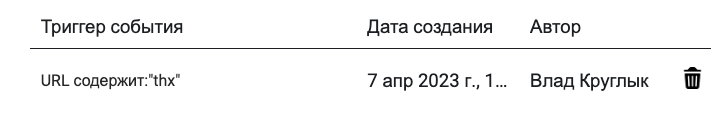 Триггер события Дата создания Автор
URL содержит:"thx" 7 апр 2023 г., 1... Влад Круглык